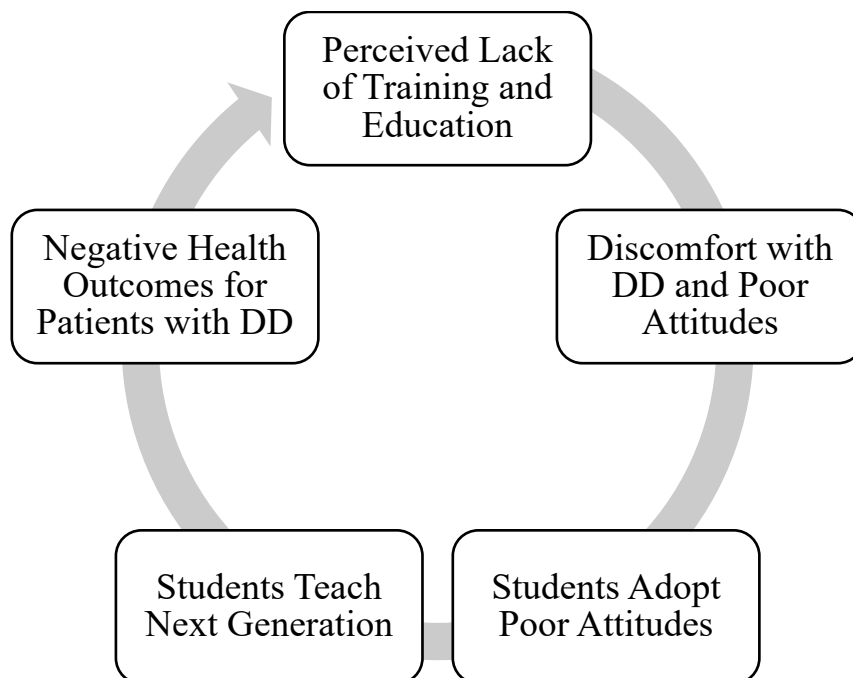 Perceived Lack
of Training and
Education
Discomfort with
DD and Poor
Attitudes
Students Adopt
Poor Attitudes
Students Teach
Next Generation
Negative Health
Outcomes for
Patients with DD